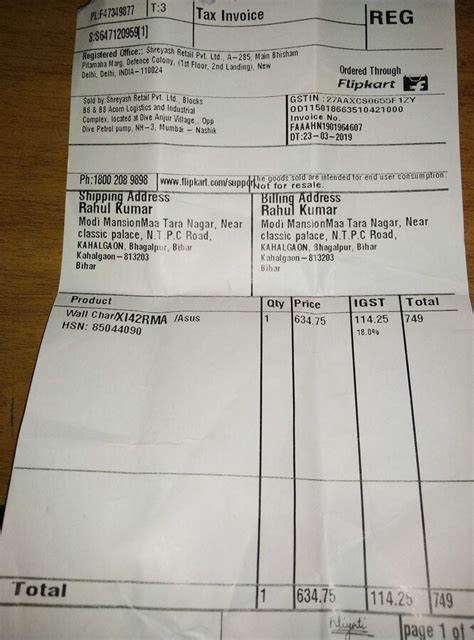 PL:F47349877
T:3
Tax Invoice
REG
S:S647120959[1]
Registered Office:: Shreyash Retail Pvt. Ltd., A-285, Main Bhisham
Pitamaha Marg, Defence Colony, (1st Floor, 2nd Landing), New
Delhi, Delhi, INDIA-110024
Ordered Through
Flipkart
Sold by:Shreyash Retail Pvt. Ltd., Blocks
B6 & B8 Acorn Logistics and Industrial
Complex, located at Dive Anjur Village, Opp
Dive Petrol pump, NH-3, Mumbai - Nashik
GSTIN :27AAXCS0655F1ZY
OD115018663510421000
Invoice No.
FAAAHN1901964607
DT:23-03-2019
Ph:1800 208 9898
www.flipkart.com/support
The goods sold are intended for end user consumption.
Not for resale.
Shipping Address
Rahul Kumar
Modi MansionMaa Tara Nagar, Near
classic palace, N.T.P.C Road,
KAHALGAON, Bhagalpur, Bihar
Kahalgaon -813203
Bihar
Billing Address
Rahul Kumar
Modi MansionMaa Tara Nagar, Near
classic palace, N.T.P.C Road,
KAHALGAON, Bhagalpur, Bihar
Kahalgaon -813203
Bihar
Product Qty Price IGST Total
Wall Char/X142RMA /Asus 1 634.75 114.25 749
HSN: 85044090 18.0%
Total 1 634.75 114.25 749
Niyati
page 1 of